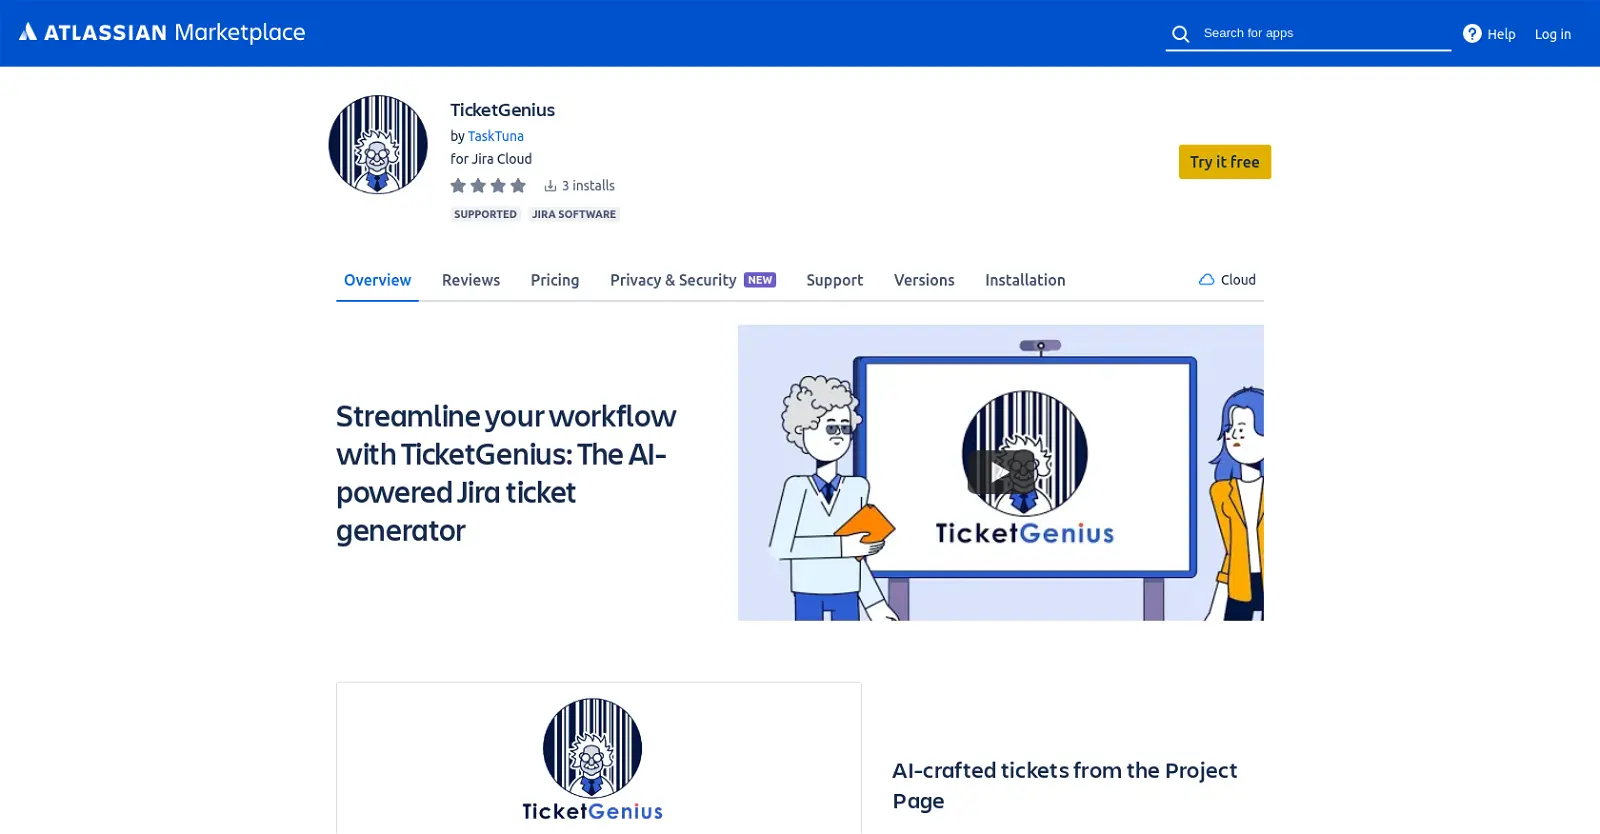 ATLASSIAN Marketplace
Search for apps
? Help
Log in
TicketGenius
by TaskTuna
for Jira Cloud
3 installs
SUPPORTED JIRA SOFTWARE
Try it free
Overview Reviews Pricing Privacy & Security NEW Support Versions Installation Cloud
Streamline your workflow
with TicketGenius: The AI-
powered Jira ticket
generator
TicketGenius
TicketGenius
AI-crafted tickets from the Project
Page